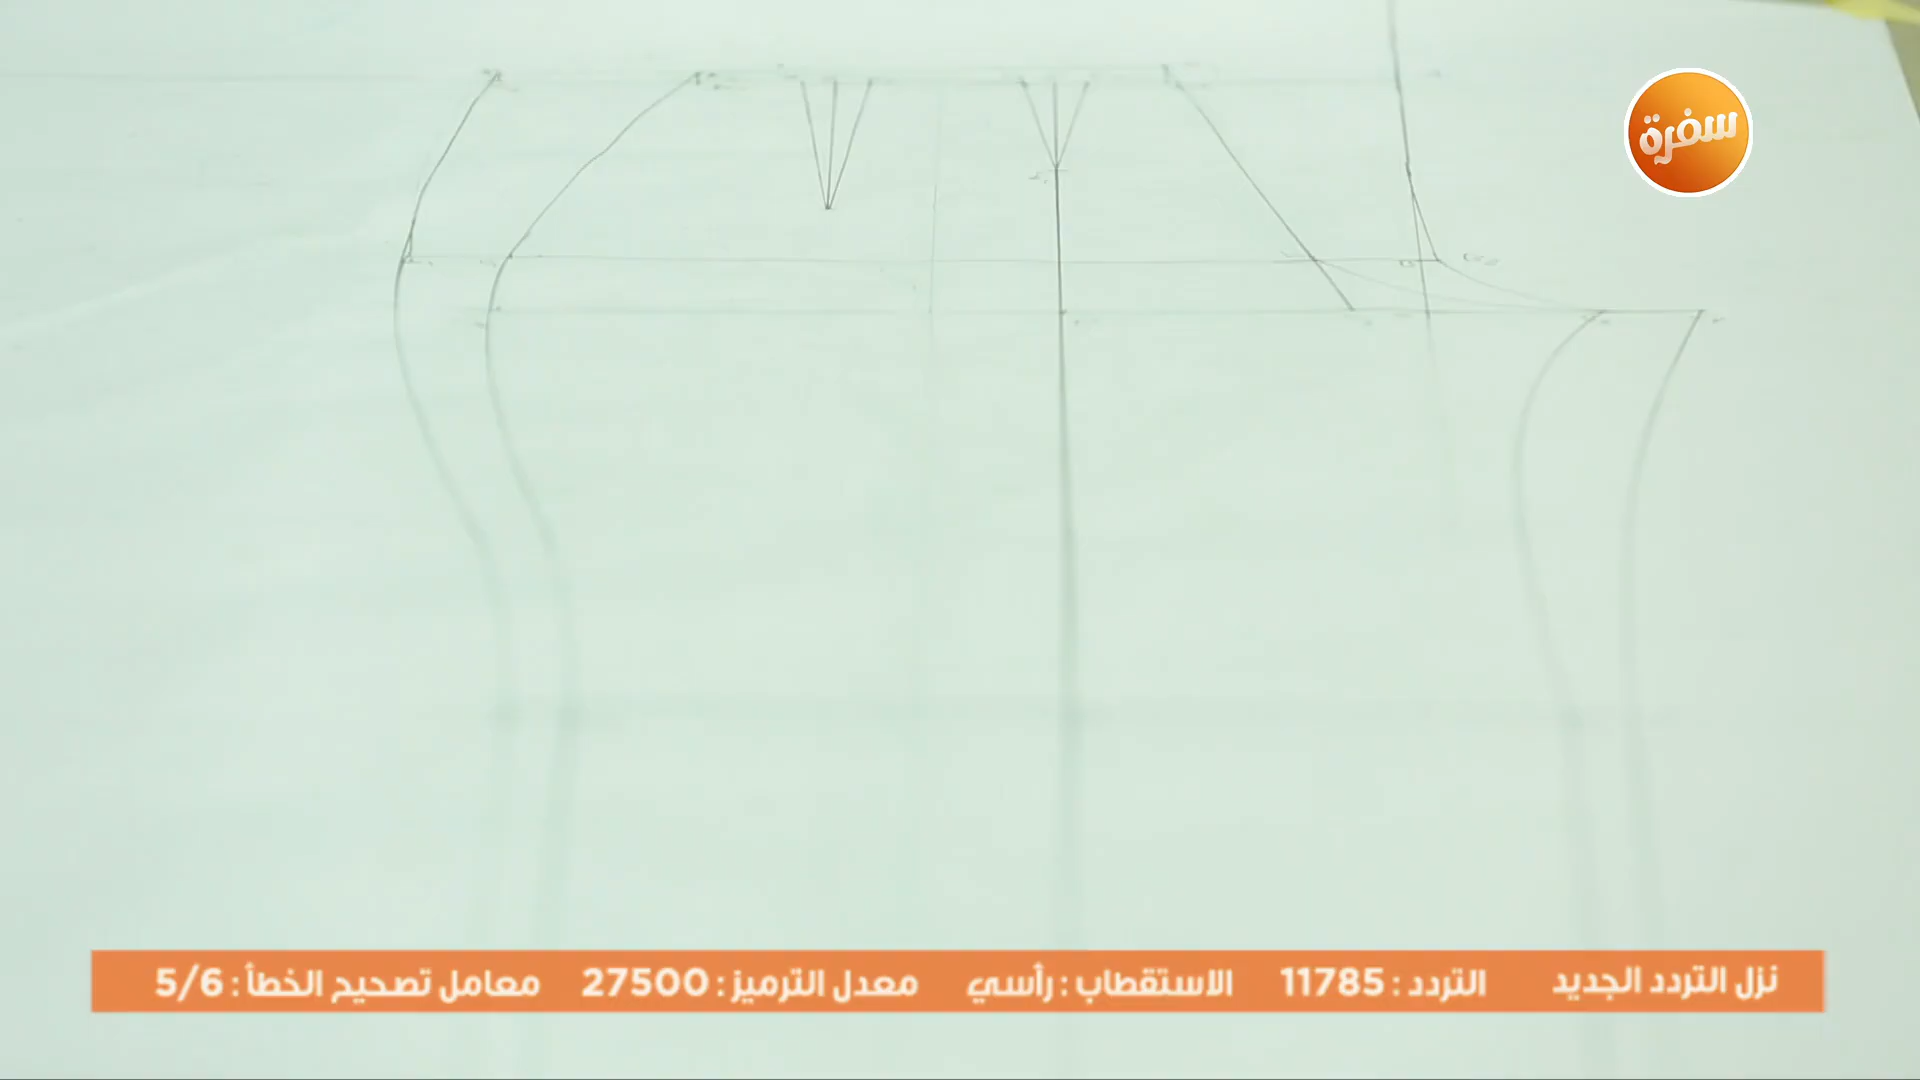 سفرة
نزل التردد الجديد التردد : 11785 الاستقطاب : رأسي معدل الترميز : 27500 معامل تصحيح الخطأ : 5/6